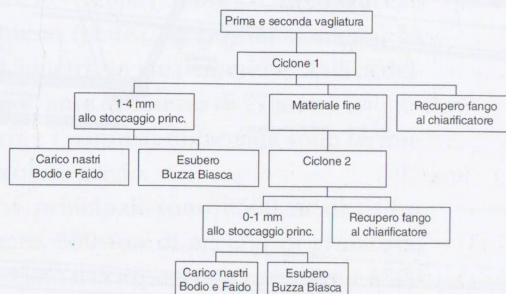 Prima e seconda vagliatura
Ciclone 1
1-4 mm
allo stoccaggio princ.
Materiale fine
Recupero fango
al chiarificatore
Carico nastri
Bodio e Faido
Esubero
Buzza Biasca
Ciclone 2
0-1 mm
allo stoccaggio princ.
Recupero fango
al chiarificatore
Carico nastri
Bodio e Faido
Esubero
Buzza Biasca